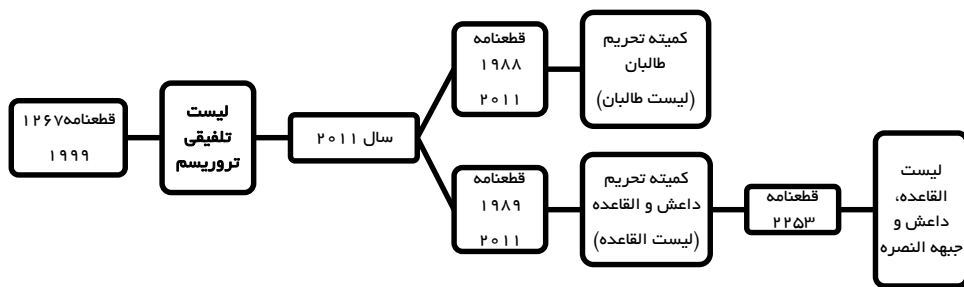 قطعنامه۱۲۶۷
۱۹۹۹
لیست
تلفیقی
تروریسم
سال ۲۰۱۱
قطعنامه
۱۹۸۸
۲۰۱۱
کمیته تحریم
طالبان
(لیست طالبان)
قطعنامه
۱۹۸۹
۲۰۱۱
کمیته تحریم
داعش و القاعده
(لیست القاعده)
قطعنامه
۲۲۵۳
لیست
القاعده،
داعش و
جبهه النصره